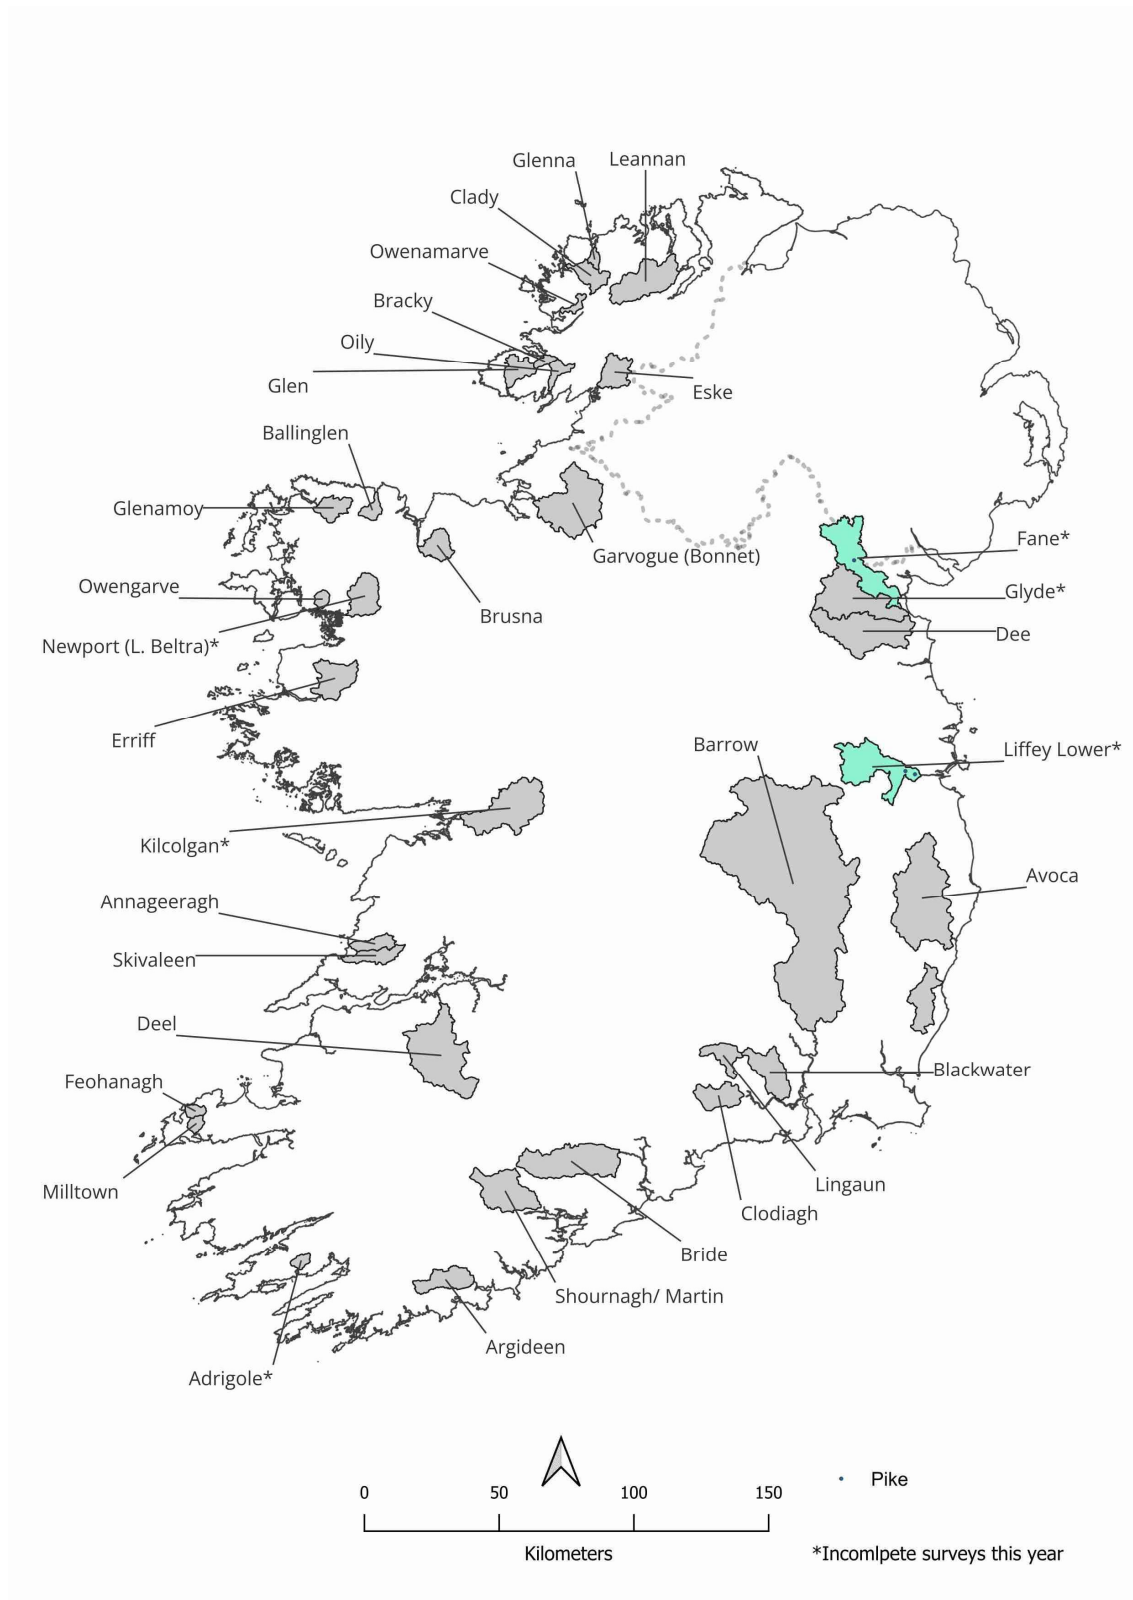 Glenna
Leannan
Clady
Owenamarve
Bracky
Oily
Glen
Eske
Ballinglen
Glenamoy
Garvogue (Bonnet)
Fane*
Owengarve
Glyde*
Brusna
Dee
Newport (L. Beltra)*
Erriff
Barrow
Liffey Lower*
Kilcolgan*
Avoca
Annageeragh
Skivaleen
Deel
Blackwater
Feohanagh
Milltown
Lingaun
Clodiagh
Bride
Shournagh/ Martin
Argideen
Adrigole*
Pike
0 50 100 150
Kilometers
*Incomlpete surveys this year